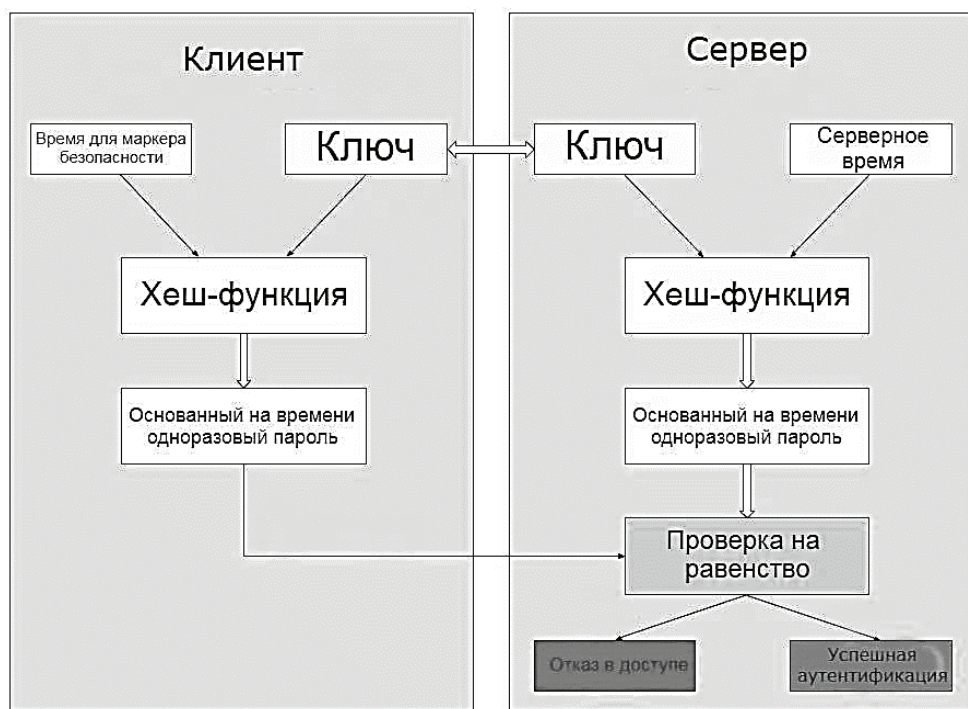 Клиент
Время для маркера
безопасности
Ключ
Хеш-функция
Основанный на времени
одноразовый пароль
Сервер
Ключ
Серверное
время
Хеш-функция
Основанный на времени
одноразовый пароль
Проверка на
равенство
Отказ в доступе
Успешная
аутентификация